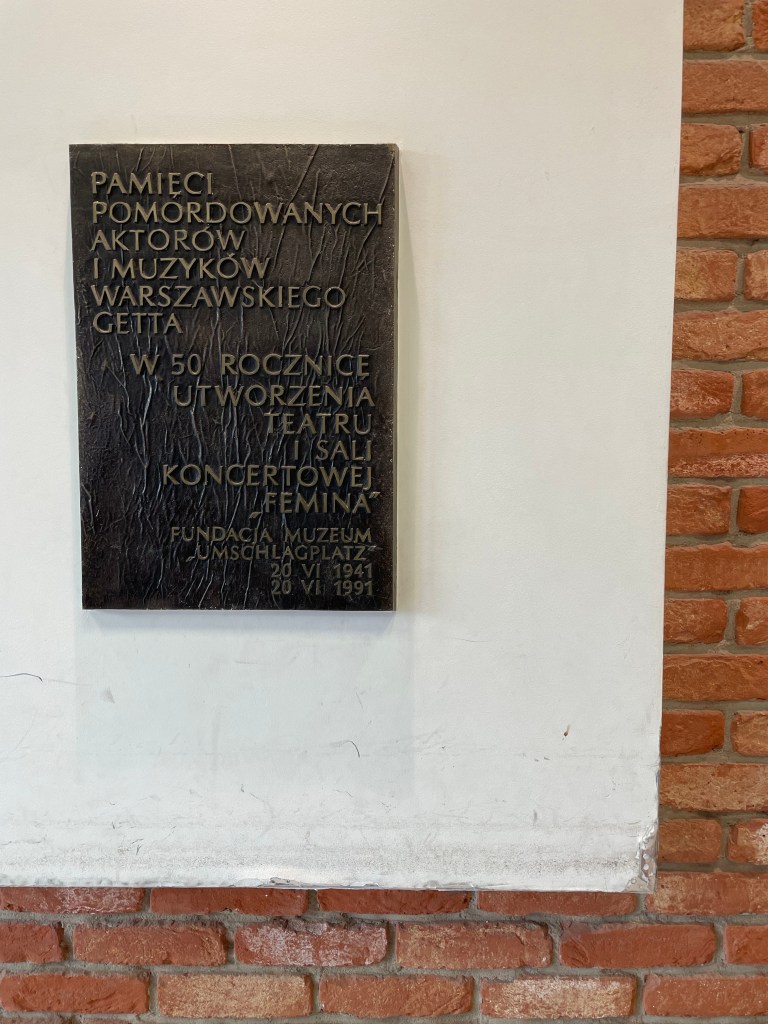 PAMIĘCI
POMORDOWANYCH
AKTORÓW
I MUZYKÓW
WARSZAWSKIEGO
GETTA
W 50 ROCZNICĘ
UTWORZENIA
TEATRU
I SALI
KONCERTOWEJ
„FEMINA”
FUNDACJA MUZEUM
„UMSCHLAGPLATZ”
20 VI 1941
20 VI 1991